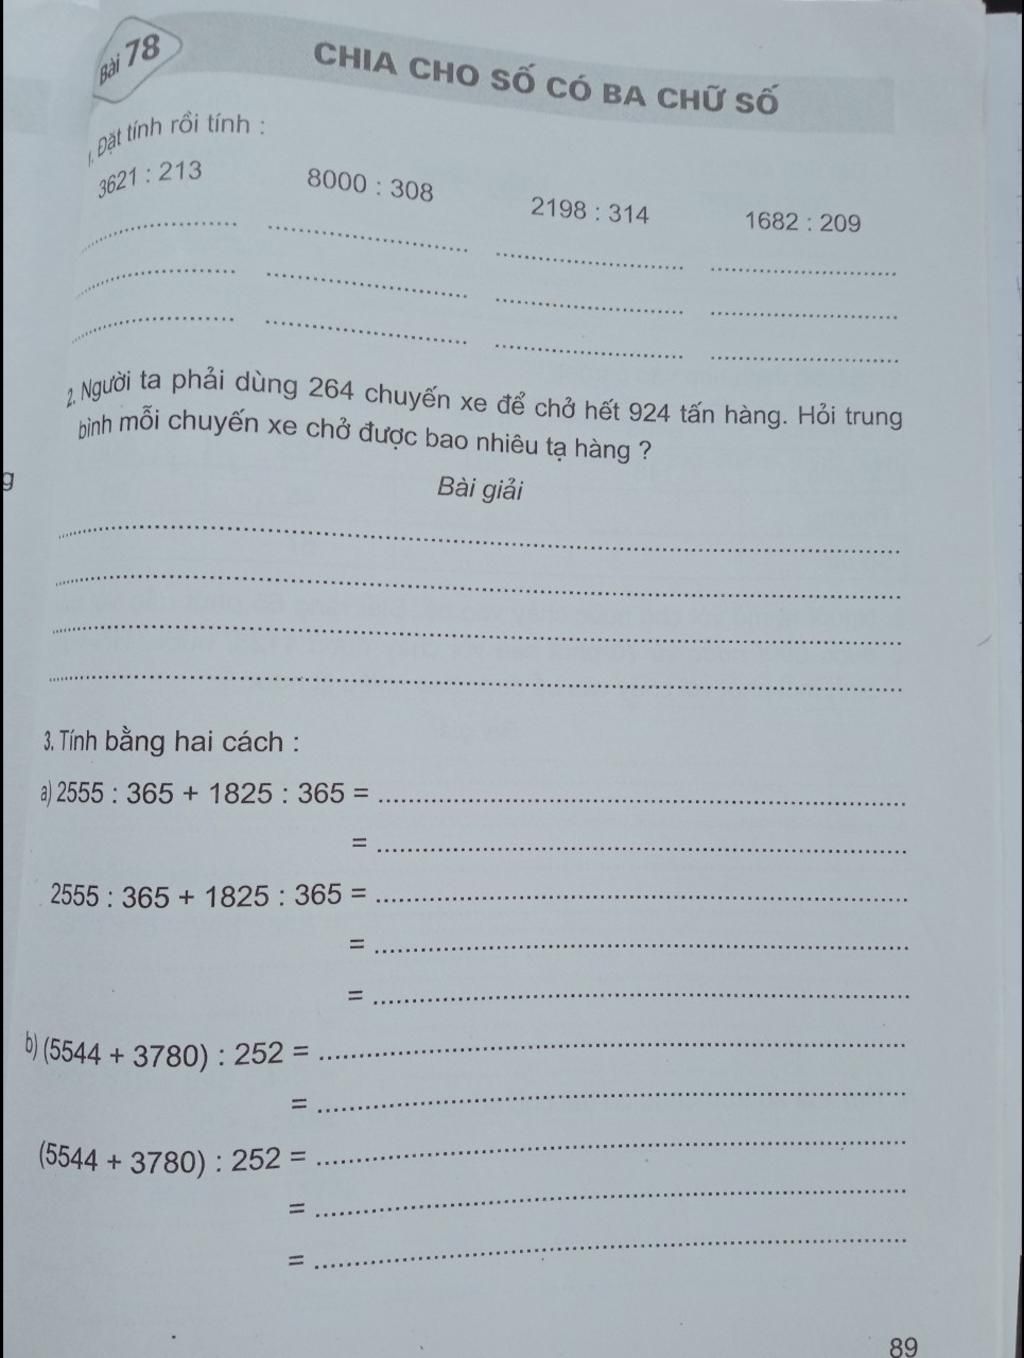 Bài 78
CHIA CHO SỐ CÓ BA CHỮ SỐ
1. Đặt tính rồi tính :
3621 : 213 8000 : 308 2198 : 314 1682 : 209
2. Người ta phải dùng 264 chuyến xe để chở hết 924 tấn hàng. Hỏi trung
bình mỗi chuyến xe chở được bao nhiêu tạ hàng ?
g
Bài giải
3. Tính bằng hai cách :
a) 2555 : 365 + 1825 : 365 =
=
2555 : 365 + 1825 : 365 =
=
=
b) (5544 + 3780) : 252 =
=
(5544 + 3780) : 252 =
=
=
89